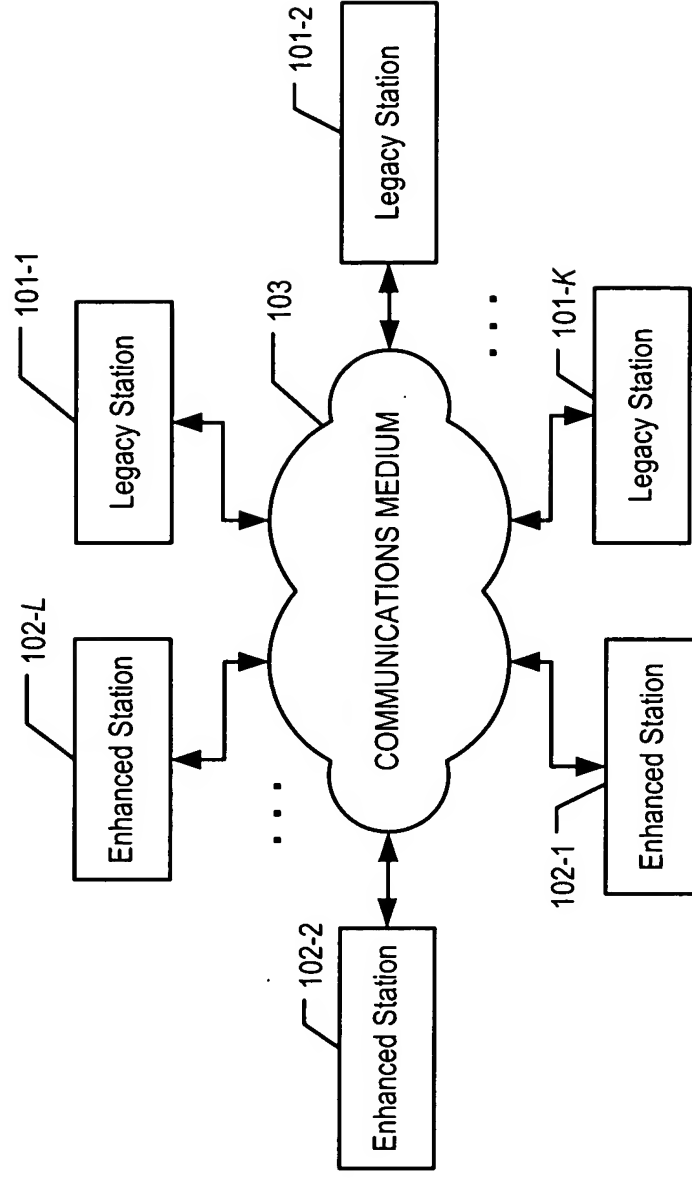 102-L
Enhanced Station
101-1
Legacy Station
103
102-2
Enhanced Station
COMMUNICATIONS MEDIUM
101-2
Legacy Station
. . .
. . .
102-1
Enhanced Station
101-K
Legacy Station